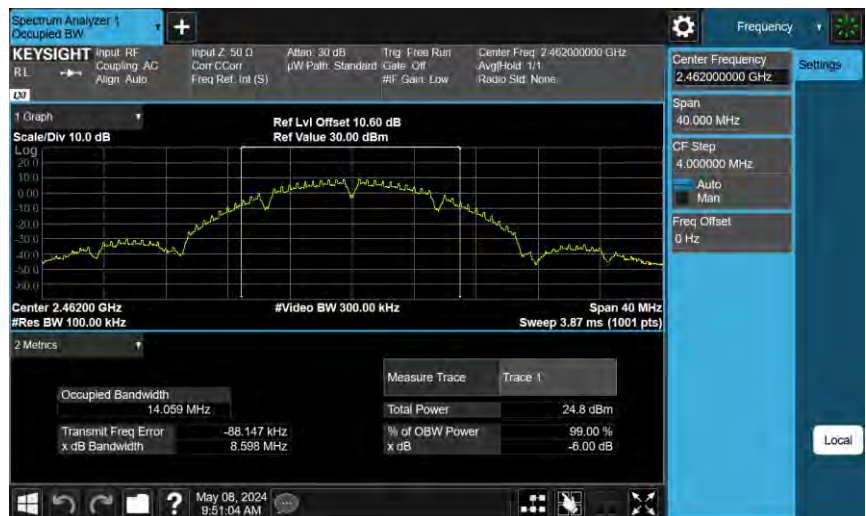 Spectrum Analyzer 1
Occupied BW
Frequency
KEYSIGHT
RL
Input: RF
Coupling: AC
Align: Auto
Input Z: 50 Ω
Corr CCorr
Freq Ref: Int (S)
Atten: 30 dB
µW Path: Standard
Trig: Free Run
Gate: Off
#IF Gain: Low
Center Freq: 2.462000000 GHz
Avg|Hold: 1/1
Radio Std: None
LXI
1 Graph
Scale/Div 10.0 dB
Ref Lvl Offset 10.60 dB
Ref Value 30.00 dBm
Log
20.0
10.0
0.00
-10.0
-20.0
-30.0
-40.0
-50.0
-60.0
Center 2.46200 GHz
#Res BW 100.00 kHz
#Video BW 300.00 kHz
Span 40 MHz
Sweep 3.87 ms (1001 pts)
2 Metrics
Measure Trace
Trace 1
Occupied Bandwidth
14.059 MHz
Total Power
24.8 dBm
Transmit Freq Error
-88.147 kHz
% of OBW Power
99.00 %
x dB Bandwidth
8.598 MHz
x dB
-6.00 dB
Center Frequency
2.462000000 GHz
Settings
Span
40.000 MHz
CF Step
4.000000 MHz
Auto
Man
Freq Offset
0 Hz
Local
?
May 08, 2024
9:51:04 AM